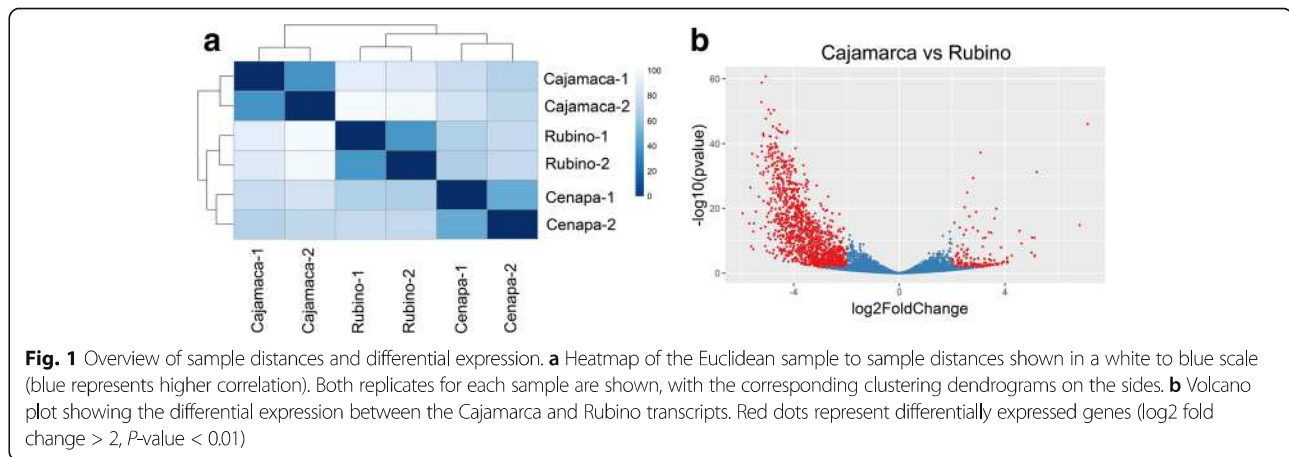 a
Cajamaca-1
Cajamaca-2
Rubino-1
Rubino-2
Cenapa-1
Cenapa-2
100
80
60
40
20
0
Cajamaca-1
Cajamaca-2
Rubino-1
Rubino-2
Cenapa-1
Cenapa-2
b
Cajamarca vs Rubino
-log10(pvalue)
60
40
20
0
-4
0
4
log2FoldChange
Fig. 1 Overview of sample distances and differential expression. a Heatmap of the Euclidean sample to sample distances shown in a white to blue scale
(blue represents higher correlation). Both replicates for each sample are shown, with the corresponding clustering dendrograms on the sides. b Volcano
plot showing the differential expression between the Cajamarca and Rubino transcripts. Red dots represent differentially expressed genes (log2 fold
change > 2, P-value < 0.01)